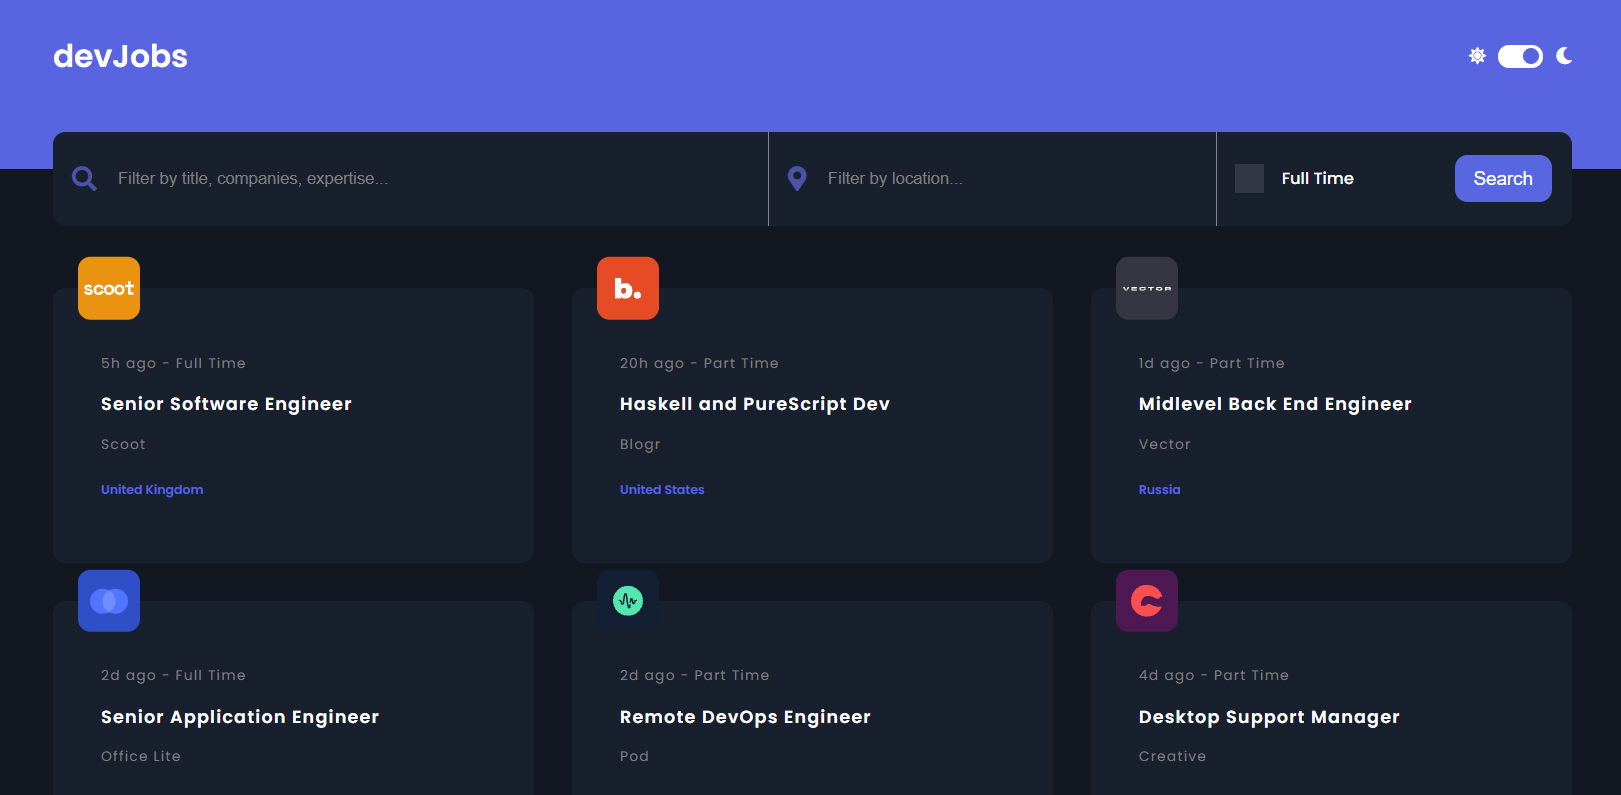 devJobs
Filter by title, companies, expertise...
Filter by location...
Full Time
Search
scoot
b.
VECTOR
5h ago - Full Time
Senior Software Engineer
Scoot
United Kingdom
20h ago - Part Time
Haskell and PureScript Dev
Blogr
United States
1d ago - Part Time
Midlevel Back End Engineer
Vector
Russia
2d ago - Full Time
Senior Application Engineer
Office Lite
2d ago - Part Time
Remote DevOps Engineer
Pod
4d ago - Part Time
Desktop Support Manager
Creative